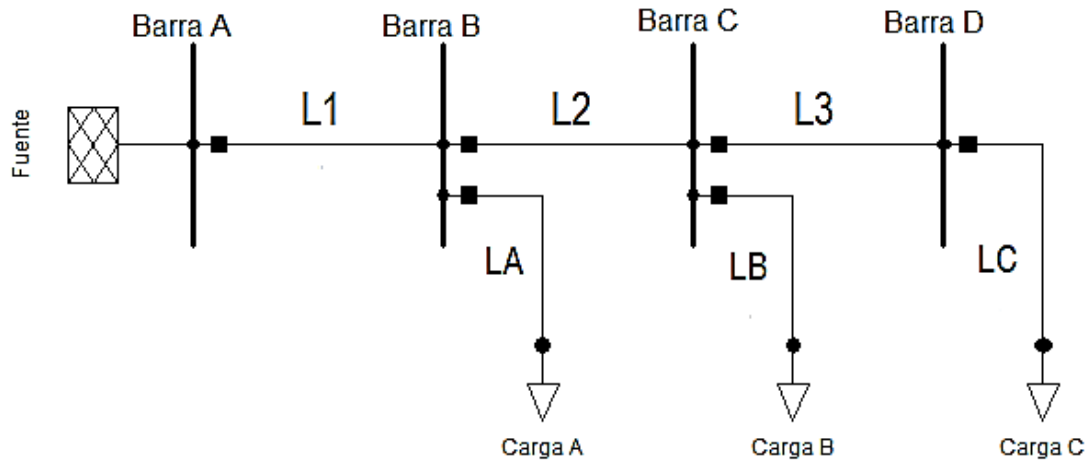 Barra A
Barra B
Barra C
Barra D
L1
L2
L3
Fuente
LA
LB
LC
Carga A
Carga B
Carga C